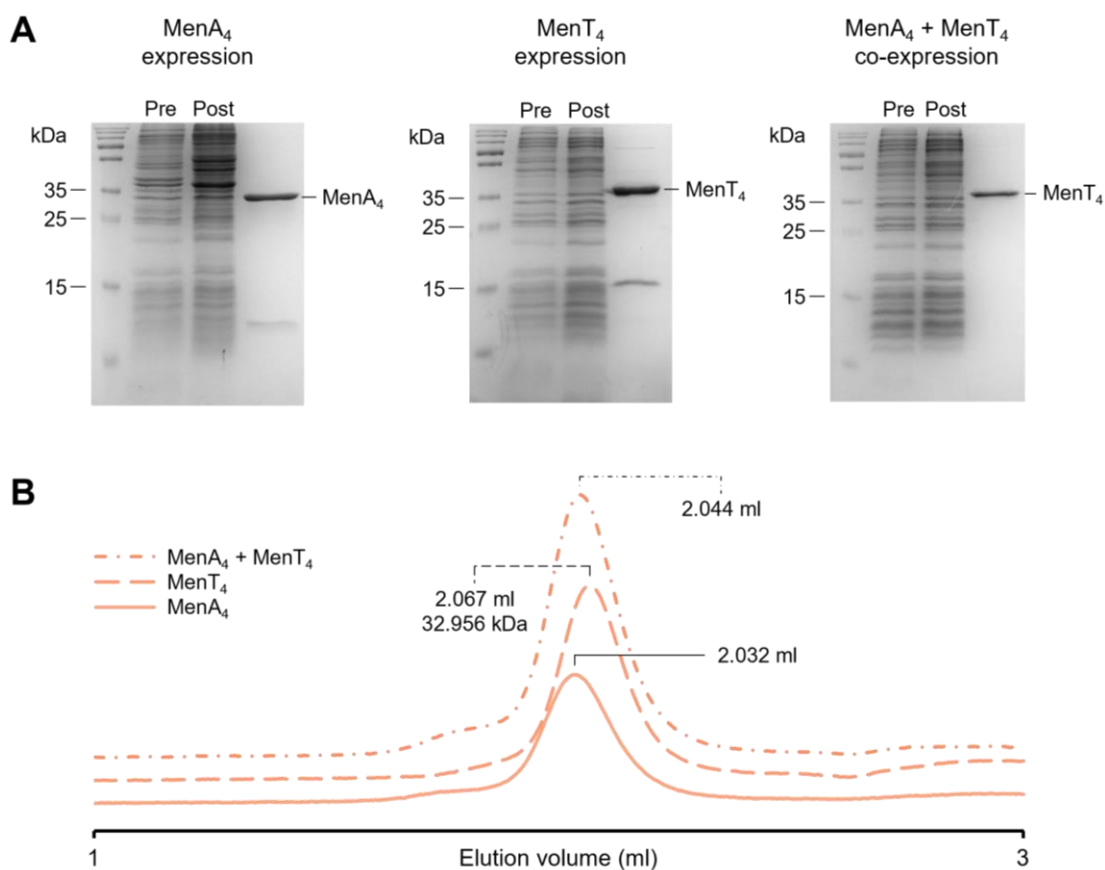 A
MenA₄
expression
MenT₄
expression
MenA₄ + MenT₄
co-expression
Pre Post
kDa
35
25
15
MenA₄
Pre Post
kDa
35
25
15
MenT₄
Pre Post
kDa
35
25
15
MenT₄
B
2.044 ml
MenA₄ + MenT₄
MenT₄
MenA₄
2.067 ml
32.956 kDa
2.032 ml
1
Elution volume (ml)
3